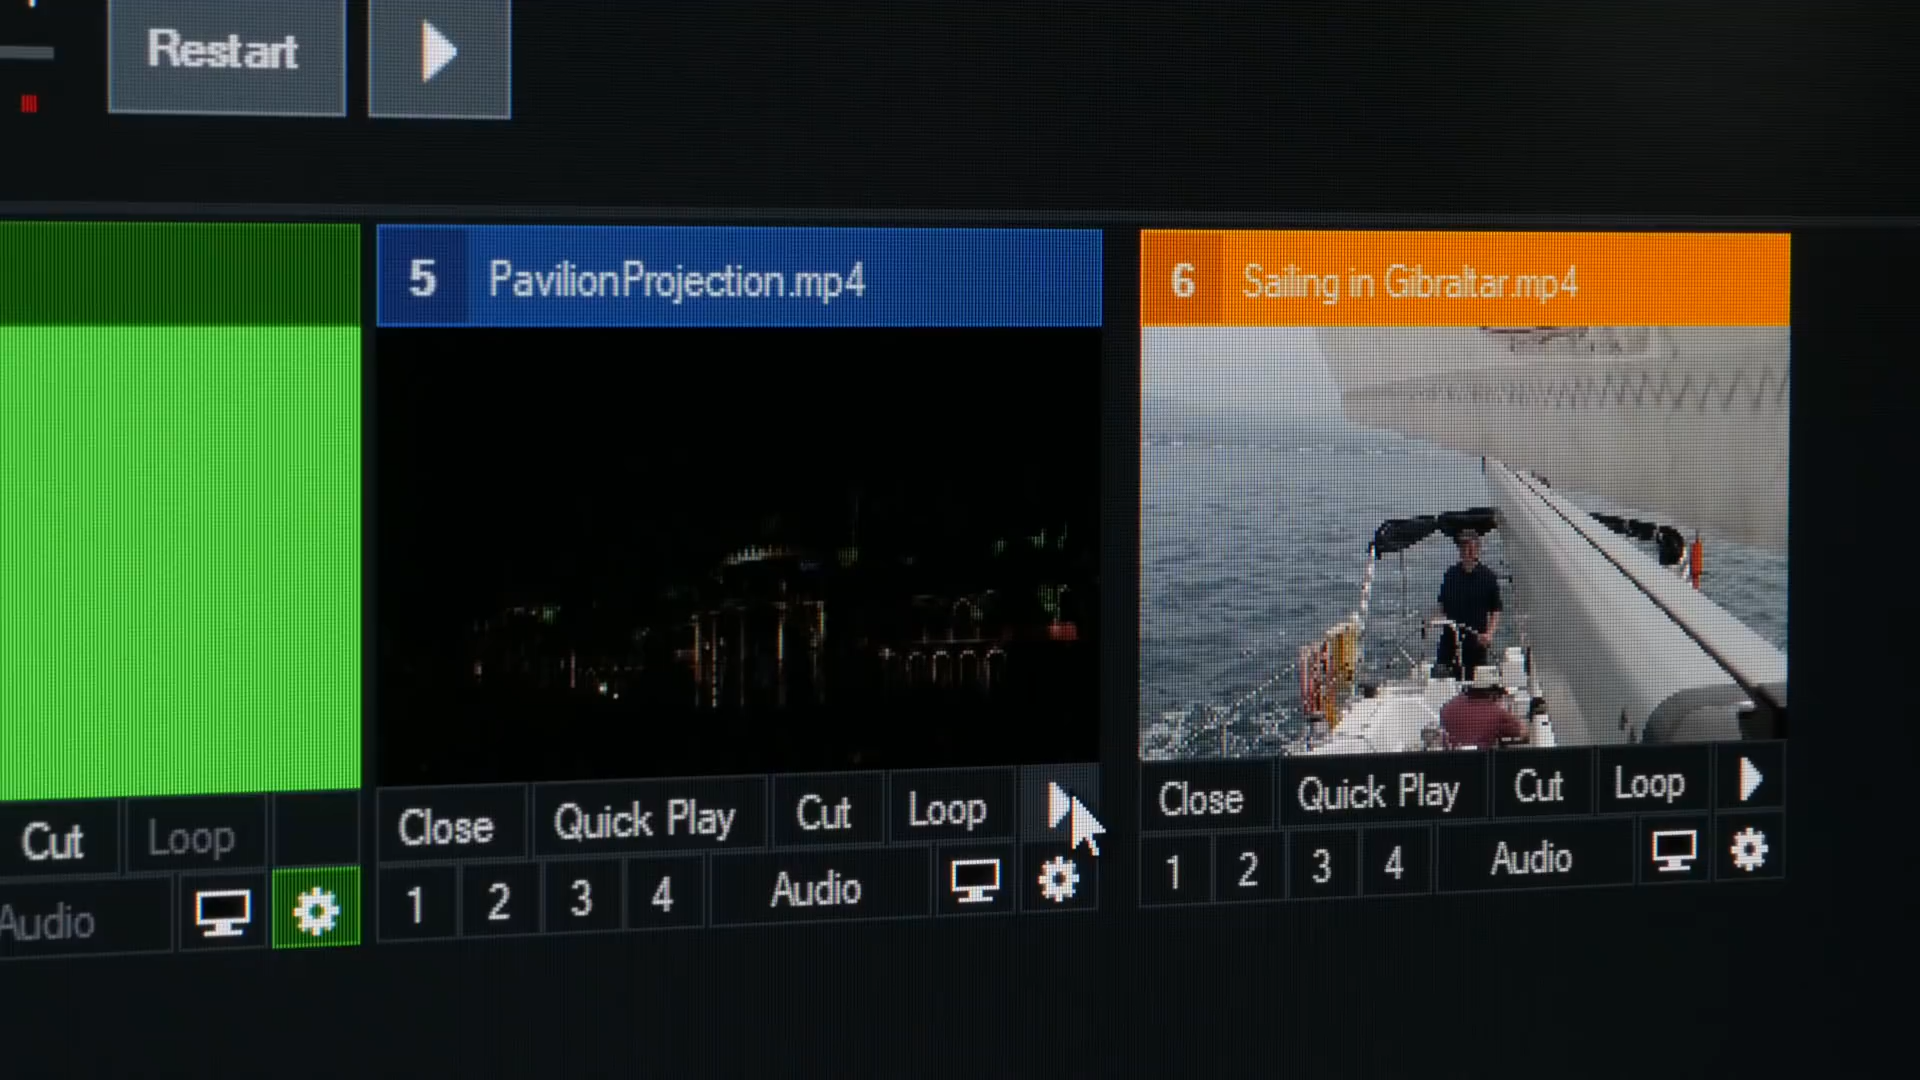 Restart
5 PavilionProjection.mp4
6 Sailing in Gibraltar.mp4
Cut Loop
Audio
Close Quick Play Cut Loop
1 2 3 4 Audio
Close Quick Play Cut Loop
1 2 3 4 Audio